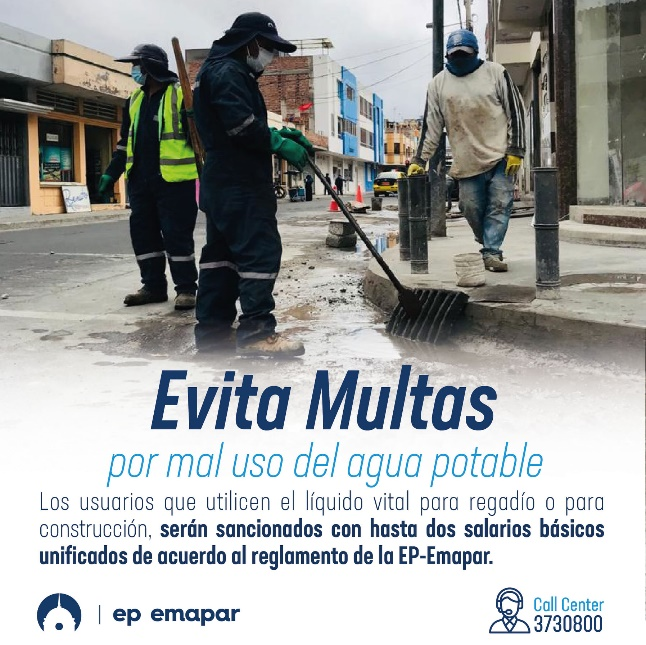 Evita Multas
por mal uso del agua potable
Los usuarios que utilicen el líquido vital para regadío o para
construcción, serán sancionados con hasta dos salarios básicos
unificados de acuerdo al reglamento de la EP-Emapar.
ep emapar
Call Center
3730800